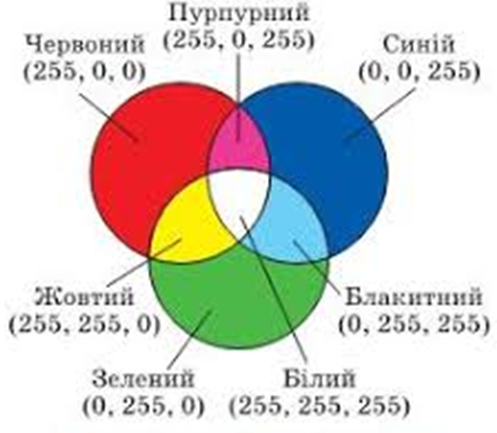 Пурпурний
(255, 0, 255)
Червоний
(255, 0, 0)
Синій
(0, 0, 255)
Жовтий
(255, 255, 0)
Блакитний
(0, 255, 255)
Зелений
(0, 255, 0)
Білий
(255, 255, 255)